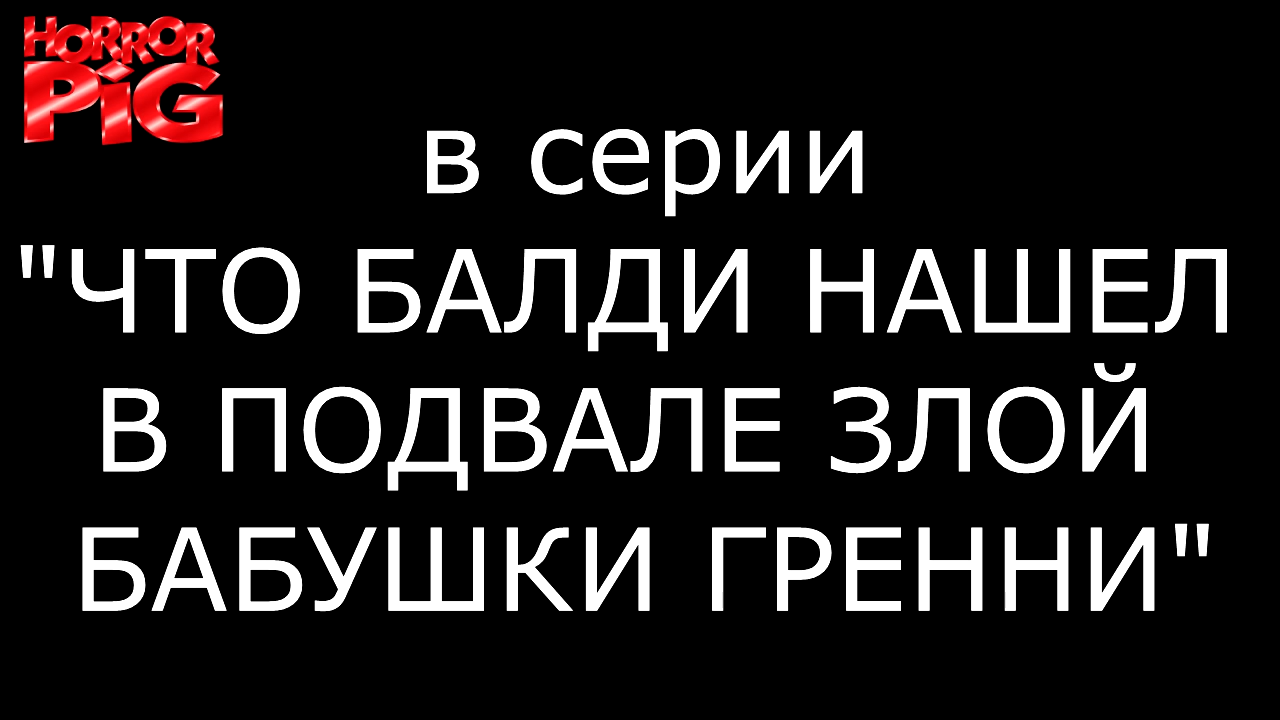 HORROR
PiG
в серии
"ЧТО БАЛДИ НАШЕЛ
В ПОДВАЛЕ ЗЛОЙ
БАБУШКИ ГРЕННИ"